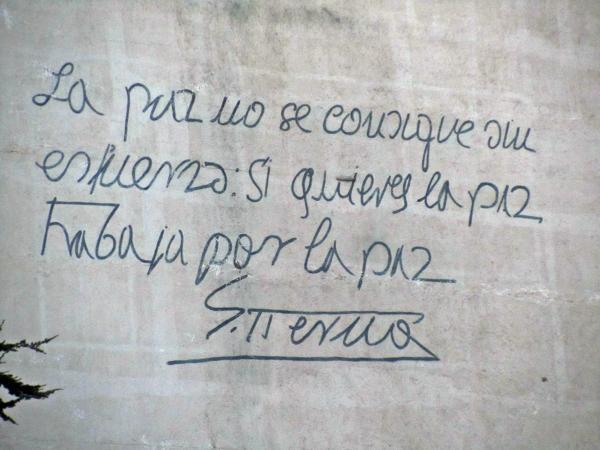 La paz no se consigue sin
esfuerzo: Si quieres la paz
trabaja por la paz